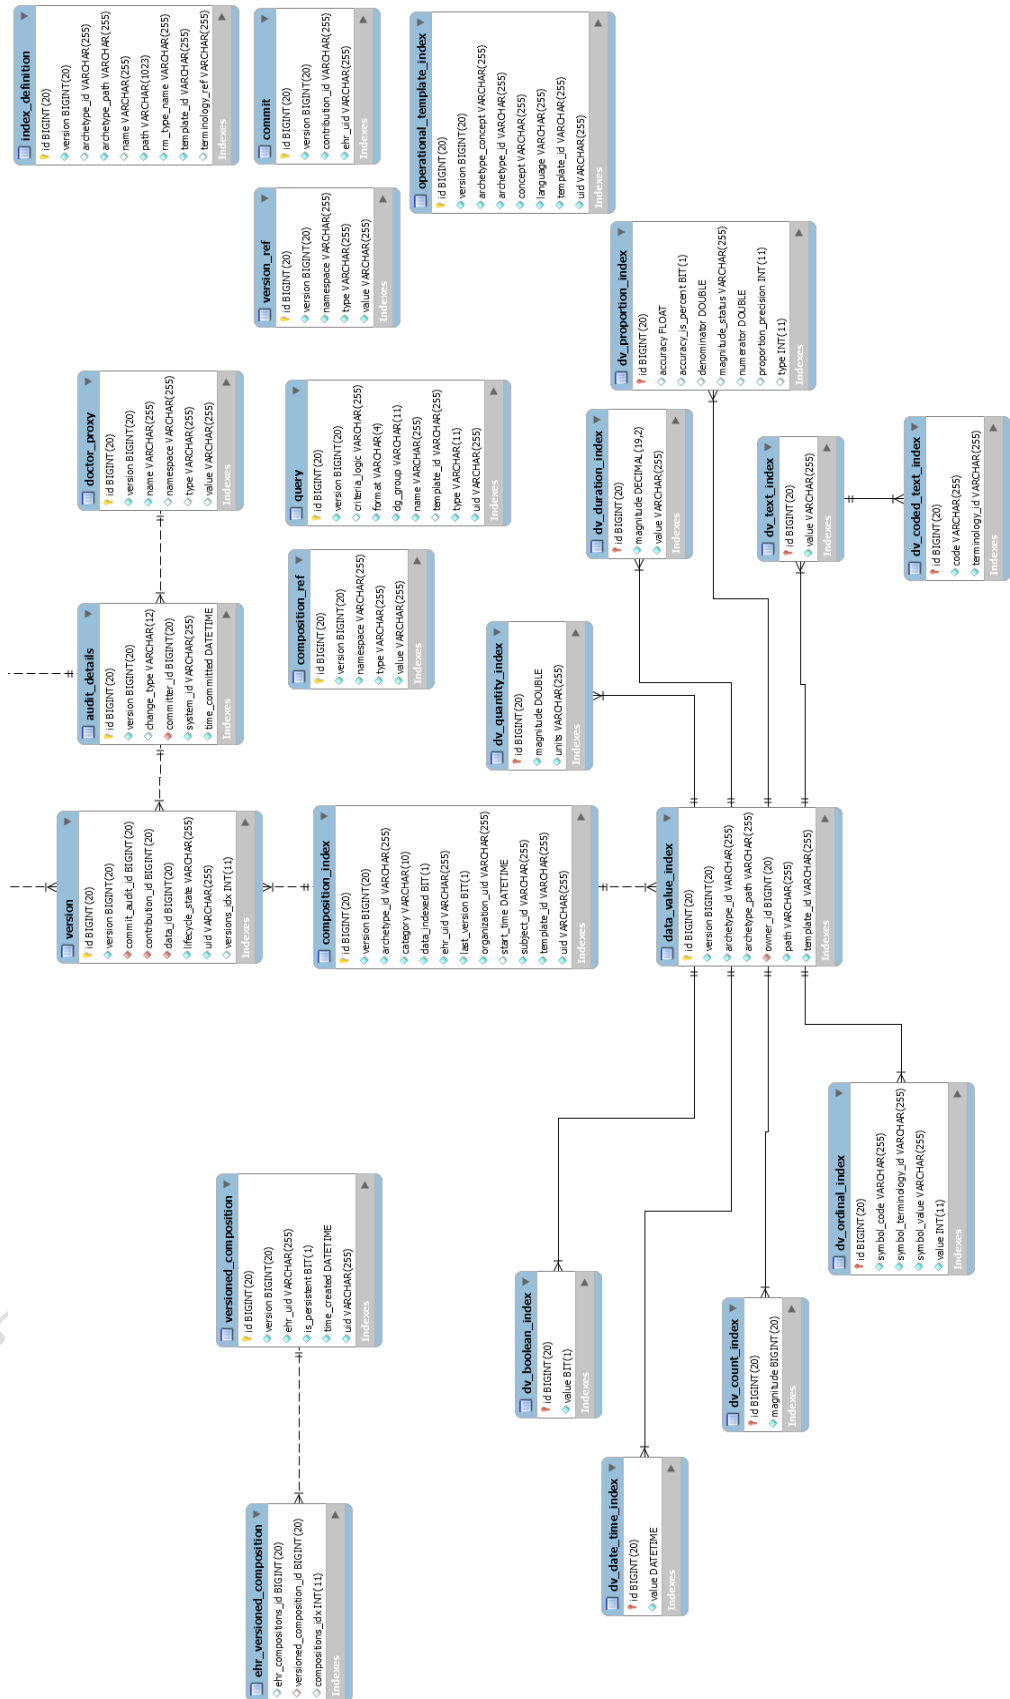 index_definition
id BIGINT(20)
version BIGINT(20)
archetype_id VARCHAR(255)
archetype_path VARCHAR(255)
name VARCHAR(255)
path VARCHAR(1023)
rm_type_name VARCHAR(255)
template_id VARCHAR(255)
terminology_ref VARCHAR(255)
Indexes
commit
id BIGINT(20)
version BIGINT(20)
contribution_id VARCHAR(255)
ehr_uid VARCHAR(255)
Indexes
operational_template_index
id BIGINT(20)
version BIGINT(20)
archetype_concept VARCHAR(255)
archetype_id VARCHAR(255)
concept VARCHAR(255)
language VARCHAR(255)
template_id VARCHAR(255)
uid VARCHAR(255)
Indexes
version_ref
id BIGINT(20)
version BIGINT(20)
namespace VARCHAR(255)
type VARCHAR(255)
value VARCHAR(255)
Indexes
dv_proportion_index
id BIGINT(20)
accuracy FLOAT
accuracy_is_percent BIT(1)
denominator DOUBLE
magnitude_status VARCHAR(255)
numerator DOUBLE
proportion_precision INT(11)
type INT(11)
Indexes
doctor_proxy
id BIGINT(20)
version BIGINT(20)
name VARCHAR(255)
namespace VARCHAR(255)
type VARCHAR(255)
value VARCHAR(255)
Indexes
query
id BIGINT(20)
version BIGINT(20)
criteria_logic VARCHAR(255)
format VARCHAR(4)
dg_group VARCHAR(11)
name VARCHAR(255)
template_id VARCHAR(255)
type VARCHAR(11)
uid VARCHAR(255)
Indexes
dv_duration_index
id BIGINT(20)
magnitude DECIMAL(19,2)
value VARCHAR(255)
Indexes
dv_text_index
id BIGINT(20)
value VARCHAR(255)
Indexes
dv_coded_text_index
id BIGINT(20)
code VARCHAR(255)
terminology_id VARCHAR(255)
Indexes
audit_details
id BIGINT(20)
version BIGINT(20)
change_type VARCHAR(12)
committer_id BIGINT(20)
system_id VARCHAR(255)
time_committed DATETIME
Indexes
composition_ref
id BIGINT(20)
version BIGINT(20)
namespace VARCHAR(255)
type VARCHAR(255)
value VARCHAR(255)
Indexes
dv_quantity_index
id BIGINT(20)
magnitude DOUBLE
units VARCHAR(255)
Indexes
version
id BIGINT(20)
version BIGINT(20)
commit_audit_id BIGINT(20)
contribution_id BIGINT(20)
data_id BIGINT(20)
lifecycle_state VARCHAR(255)
uid VARCHAR(255)
versions_idx INT(11)
Indexes
composition_index
id BIGINT(20)
version BIGINT(20)
archetype_id VARCHAR(255)
category VARCHAR(10)
data_indexed BIT(1)
ehr_uid VARCHAR(255)
last_version BIT(1)
organization_uid VARCHAR(255)
start_time DATETIME
subject_id VARCHAR(255)
template_id VARCHAR(255)
uid VARCHAR(255)
Indexes
data_value_index
id BIGINT(20)
version BIGINT(20)
archetype_id VARCHAR(255)
archetype_path VARCHAR(255)
owner_id BIGINT(20)
path VARCHAR(255)
template_id VARCHAR(255)
Indexes
versioned_composition
id BIGINT(20)
version BIGINT(20)
ehr_uid VARCHAR(255)
is_persistent BIT(1)
time_created DATETIME
uid VARCHAR(255)
Indexes
dv_boolean_index
id BIGINT(20)
value BIT(1)
Indexes
dv_count_index
id BIGINT(20)
magnitude BIGINT(20)
Indexes
dv_ordinal_index
id BIGINT(20)
symbol_code VARCHAR(255)
symbol_terminology_id VARCHAR(255)
symbol_value VARCHAR(255)
value INT(11)
Indexes
ehr_versioned_composition
ehr_compositions_id BIGINT(20)
versioned_composition_id BIGINT(20)
compositions_idx INT(11)
Indexes
dv_date_time_index
id BIGINT(20)
value DATETIME
Indexes